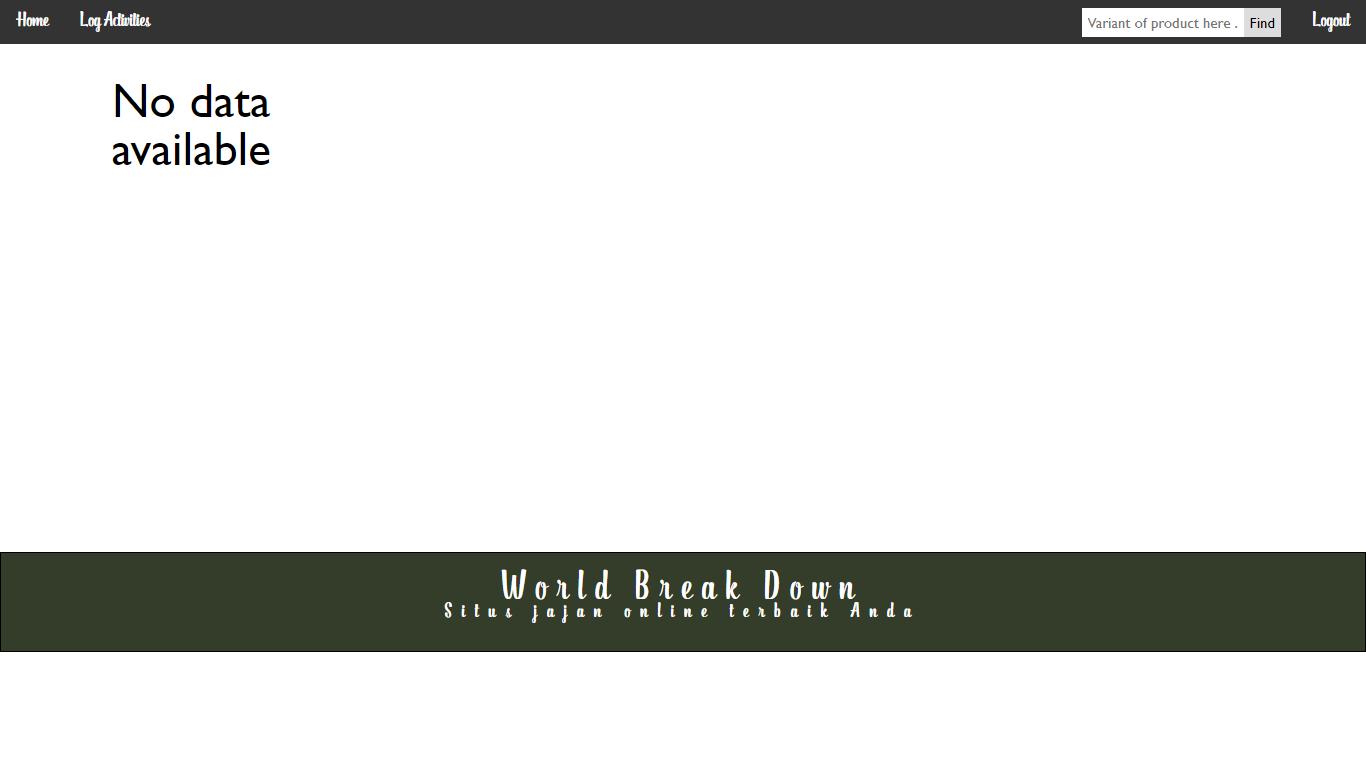 Home
Log Activities
Variant of product here .
Find
Logout
No data
available
World Break Down
Situs jajan online terbaik Anda